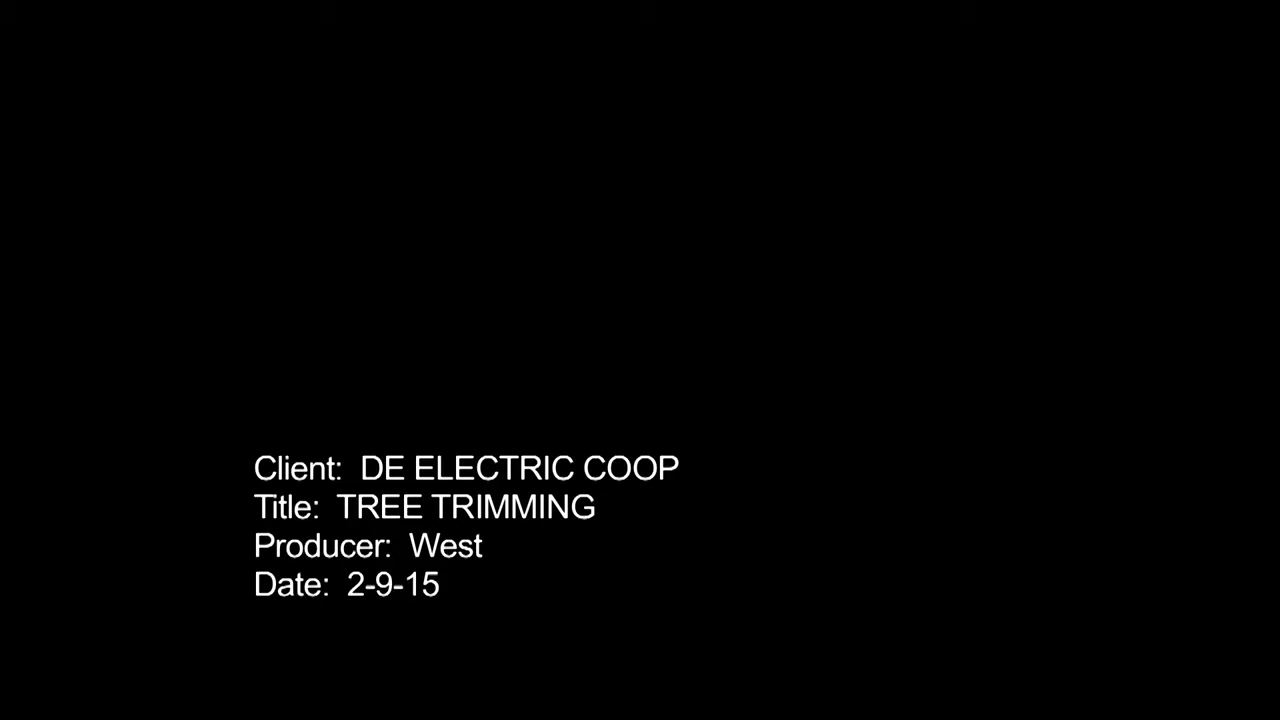 Client:  DE ELECTRIC COOP
Title:  TREE TRIMMING
Producer:  West
Date:  2-9-15